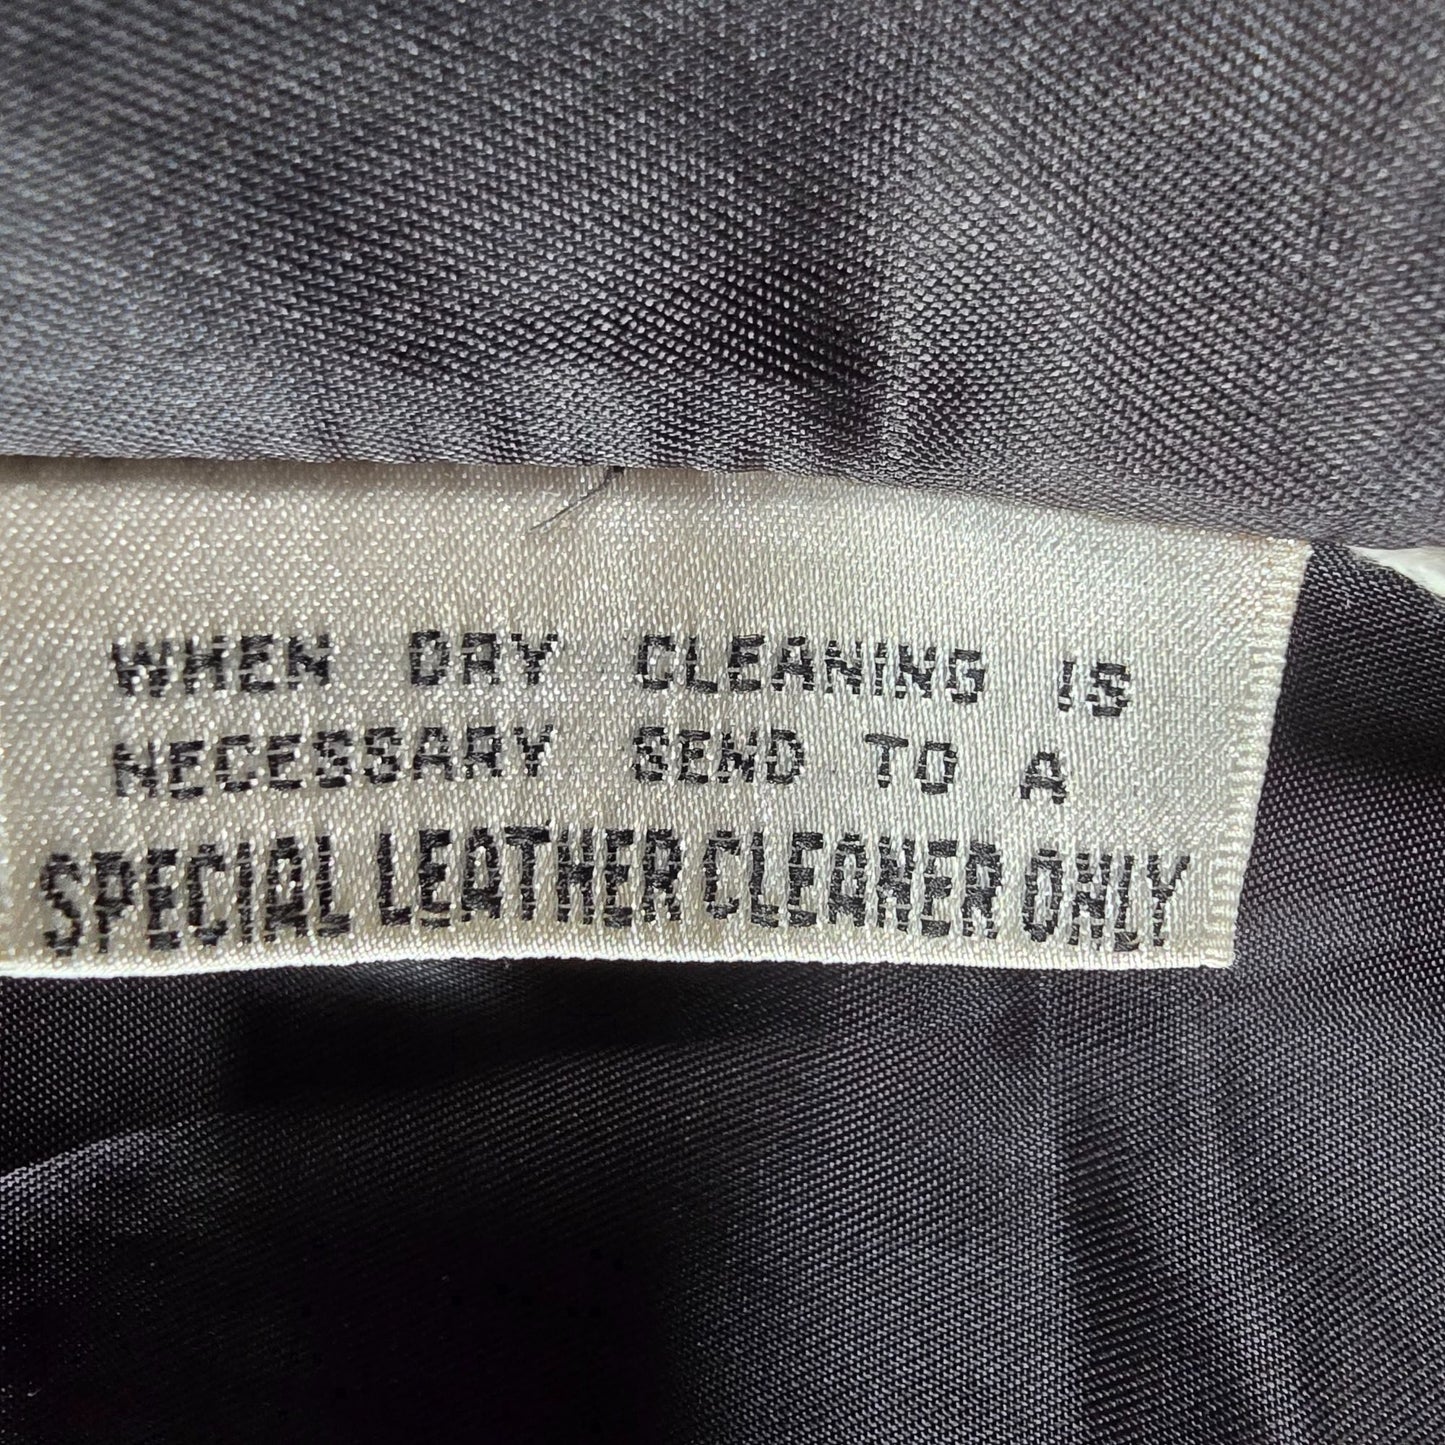 WHEN DRY CLEANING IS
NECESSARY SEND TO A
SPECIAL LEATHER CLEANER ONLY